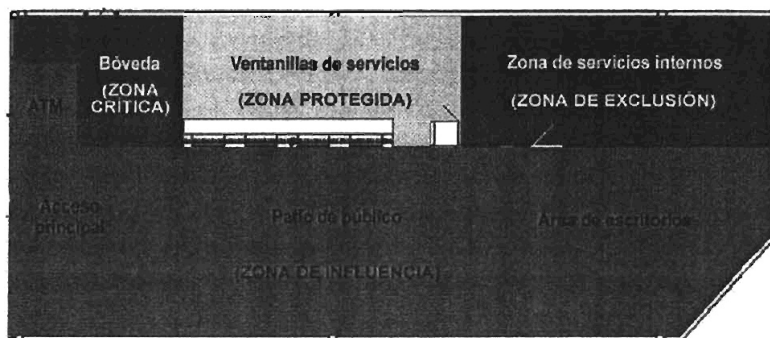 Bóveda
(ZONA
CRÍTICA)
Ventanillas de servicios
(ZONA PROTEGIDA)
Zona de servicios internos
(ZONA DE EXCLUSIÓN)
ATM
Acceso
principal
Patio de público
(ZONA DE INFLUENCIA)
Área de escritorios